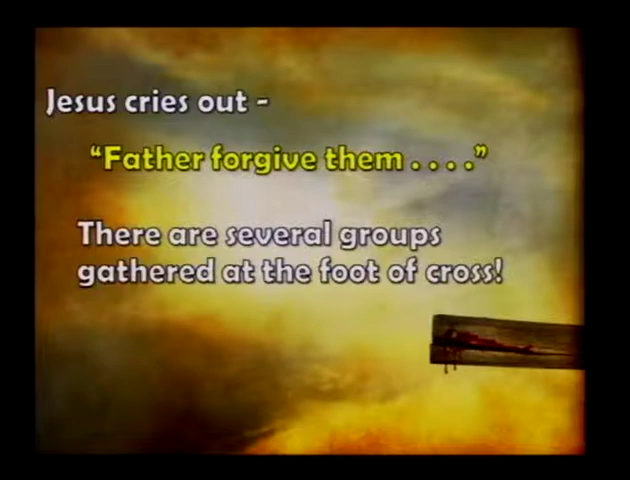 Jesus cries out -
“Father forgive them . . . .”
There are several groups
gathered at the foot of cross!